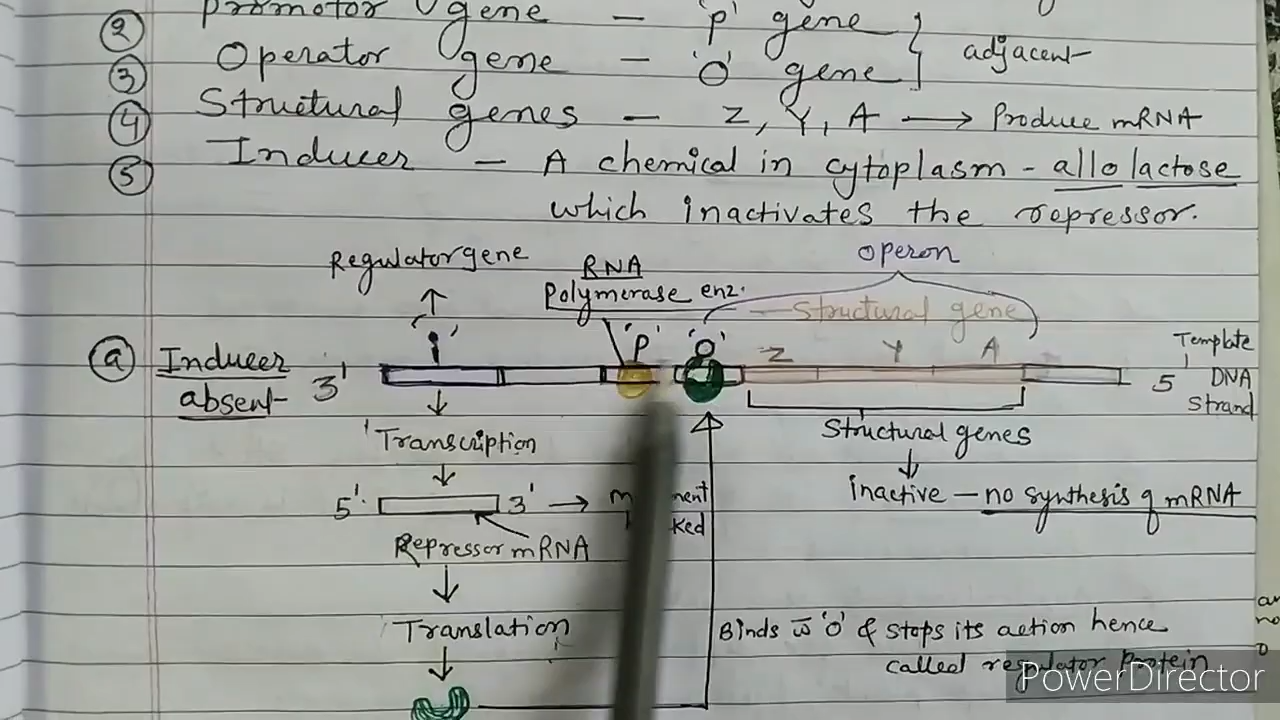 ② Promotor gene – 'P' gene
③ Operator gene – 'O' gene } adjacent
④ Structural genes – Z, Y, A → Produce mRNA
⑤ Inducer – A chemical in cytoplasm - allolactose
which inactivates the repressor.
Regulator gene
RNA
Polymerase enz.
Operon
Structural gene
ⓐ Inducer
absent
3'
'i'
'P'
'O'
Z Y A
5'
Template
DNA
Strand
Transcription
5' 3' →
Repressor mRNA
Translation
Structural genes
Inactive – no synthesis of mRNA
Binds w̄ 'O' & stops its action hence
called regulator protein
PowerDirector